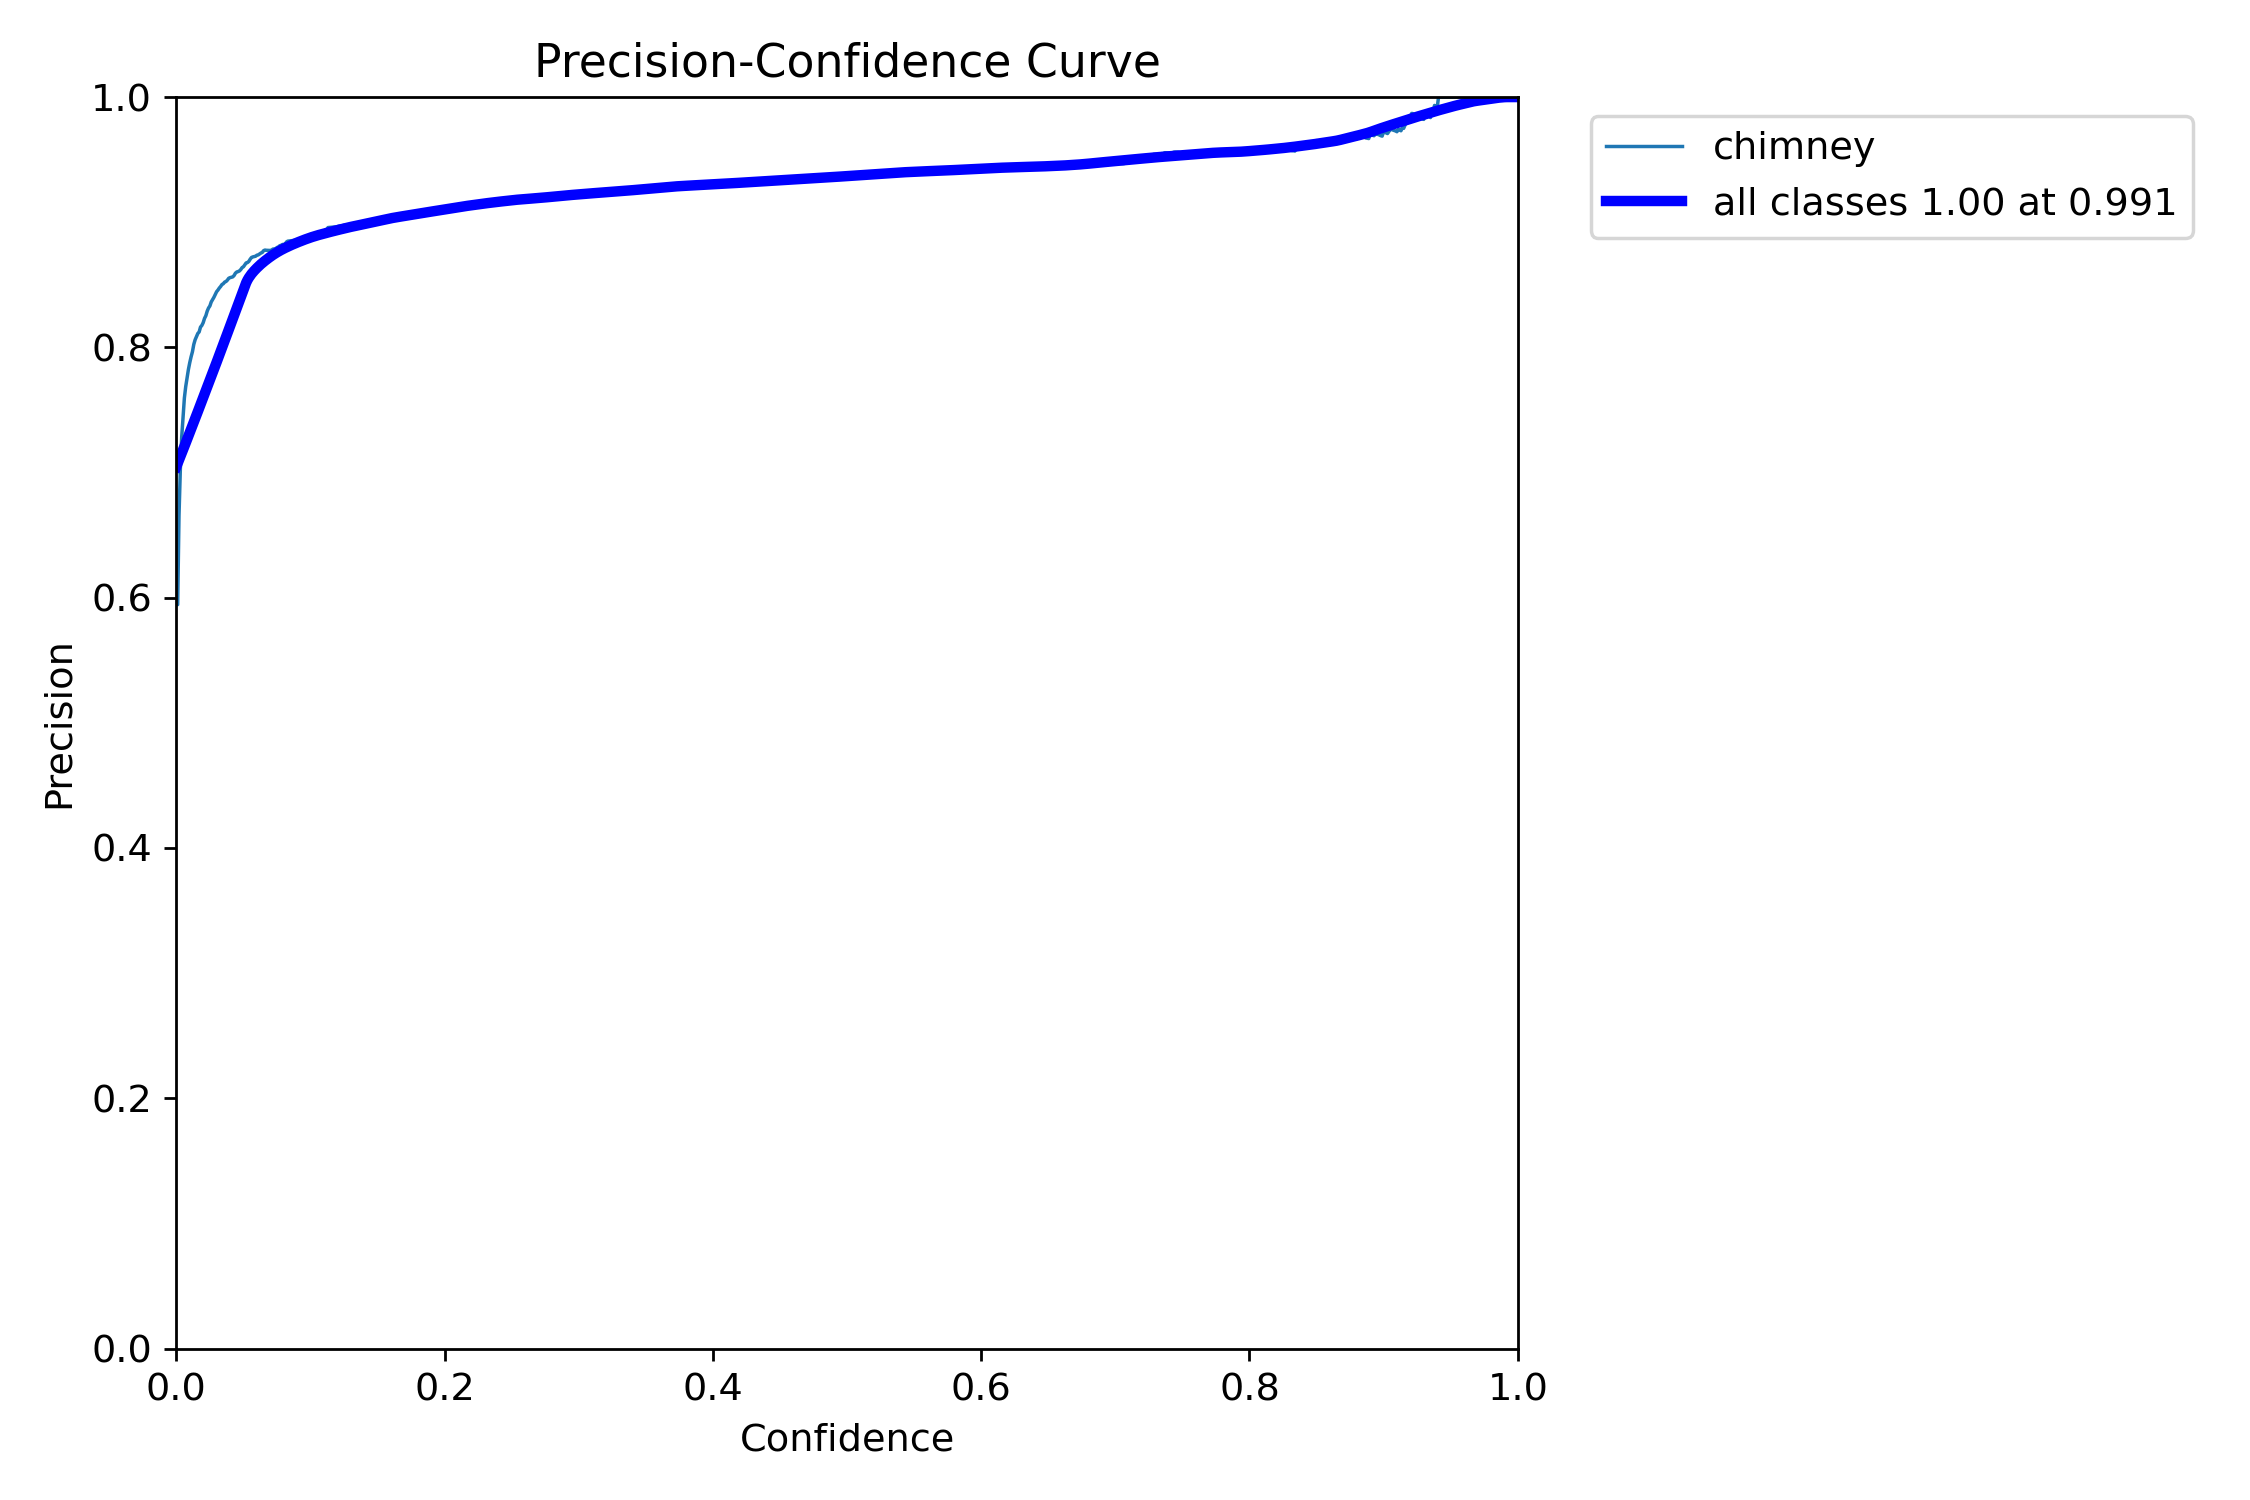 Precision-Confidence Curve
1.0
0.8
0.6
0.4
0.2
0.0
Precision
0.0 0.2 0.4 0.6 0.8 1.0
Confidence
chimney
all classes 1.00 at 0.991